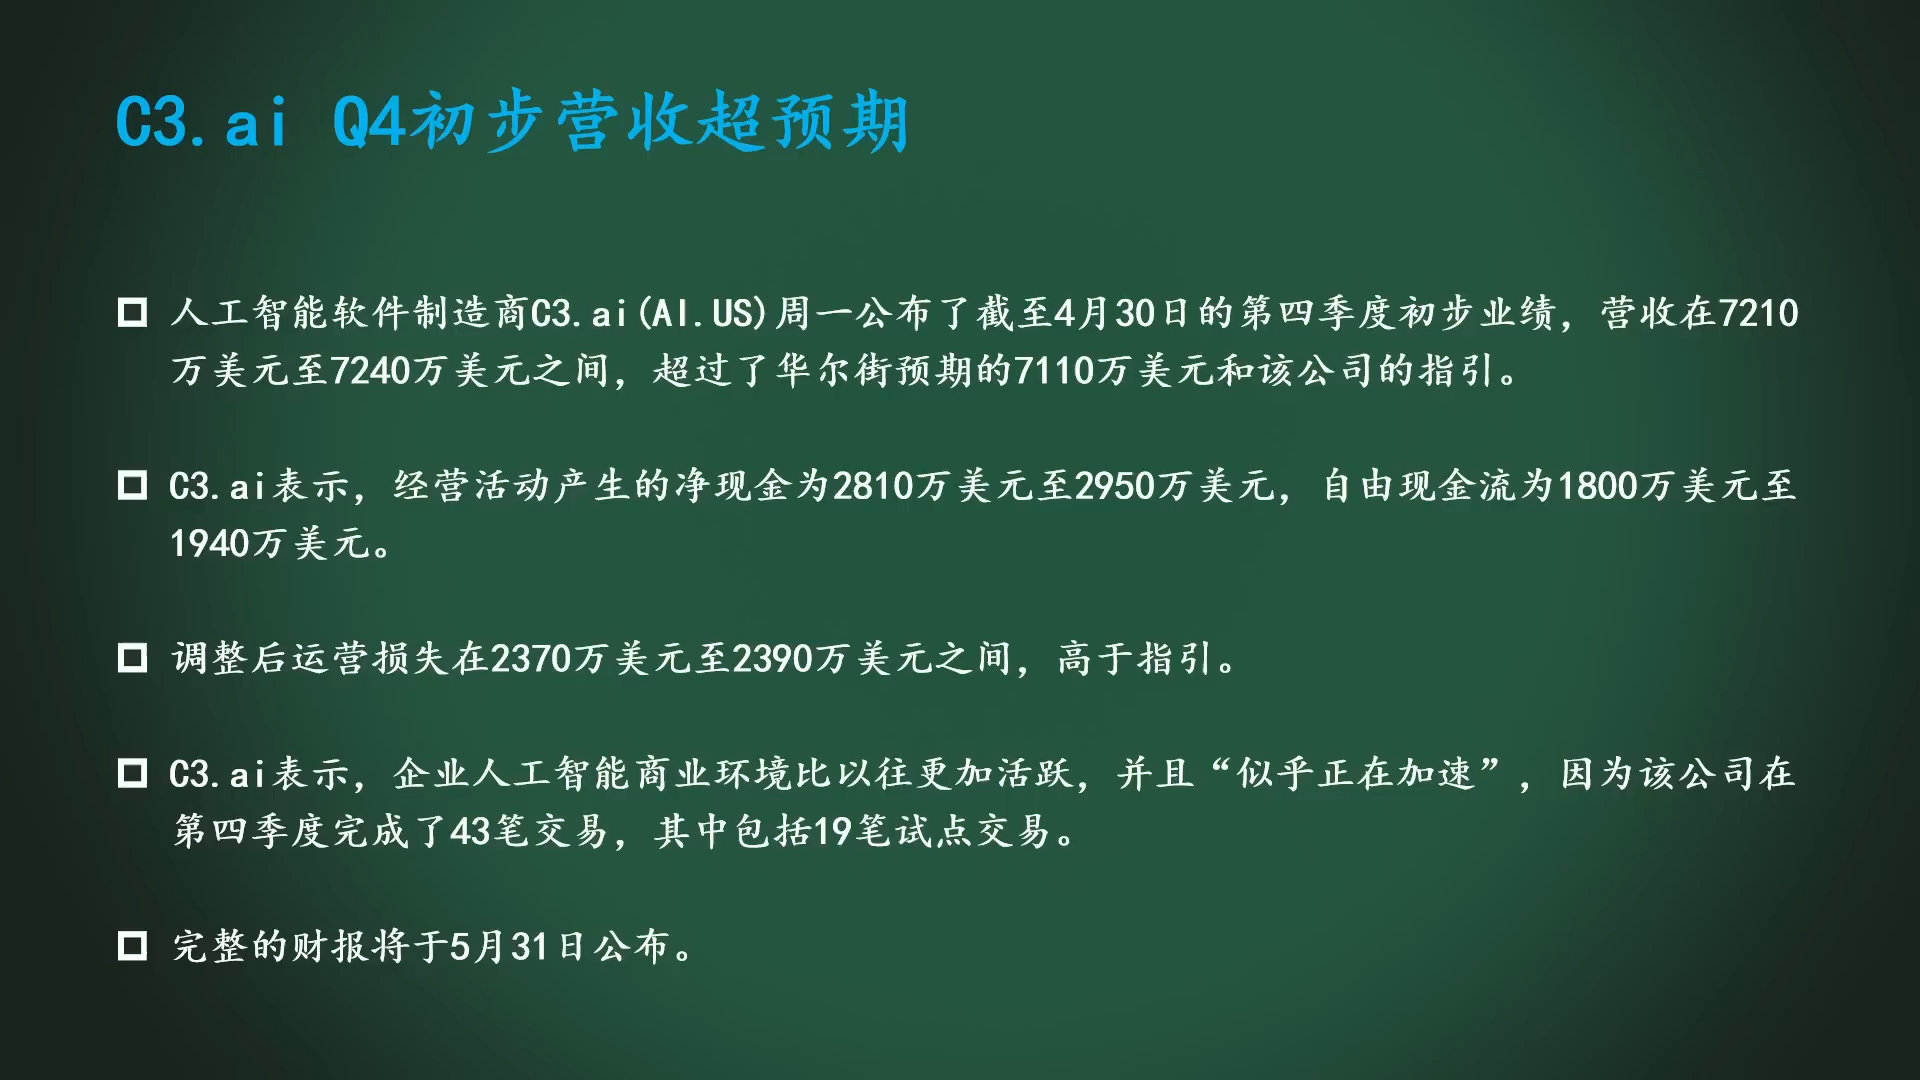 C3.ai Q4初步营收超预期
人工智能软件制造商C3.ai(AI.US)周一公布了截至4月30日的第四季度初步业绩，营收在7210
万美元至7240万美元之间，超过了华尔街预期的7110万美元和该公司的指引。
C3.ai表示，经营活动产生的净现金为2810万美元至2950万美元，自由现金流为1800万美元至
1940万美元。
调整后运营损失在2370万美元至2390万美元之间，高于指引。
C3.ai表示，企业人工智能商业环境比以往更加活跃，并且“似乎正在加速”，因为该公司在
第四季度完成了43笔交易，其中包括19笔试点交易。
完整的财报将于5月31日公布。